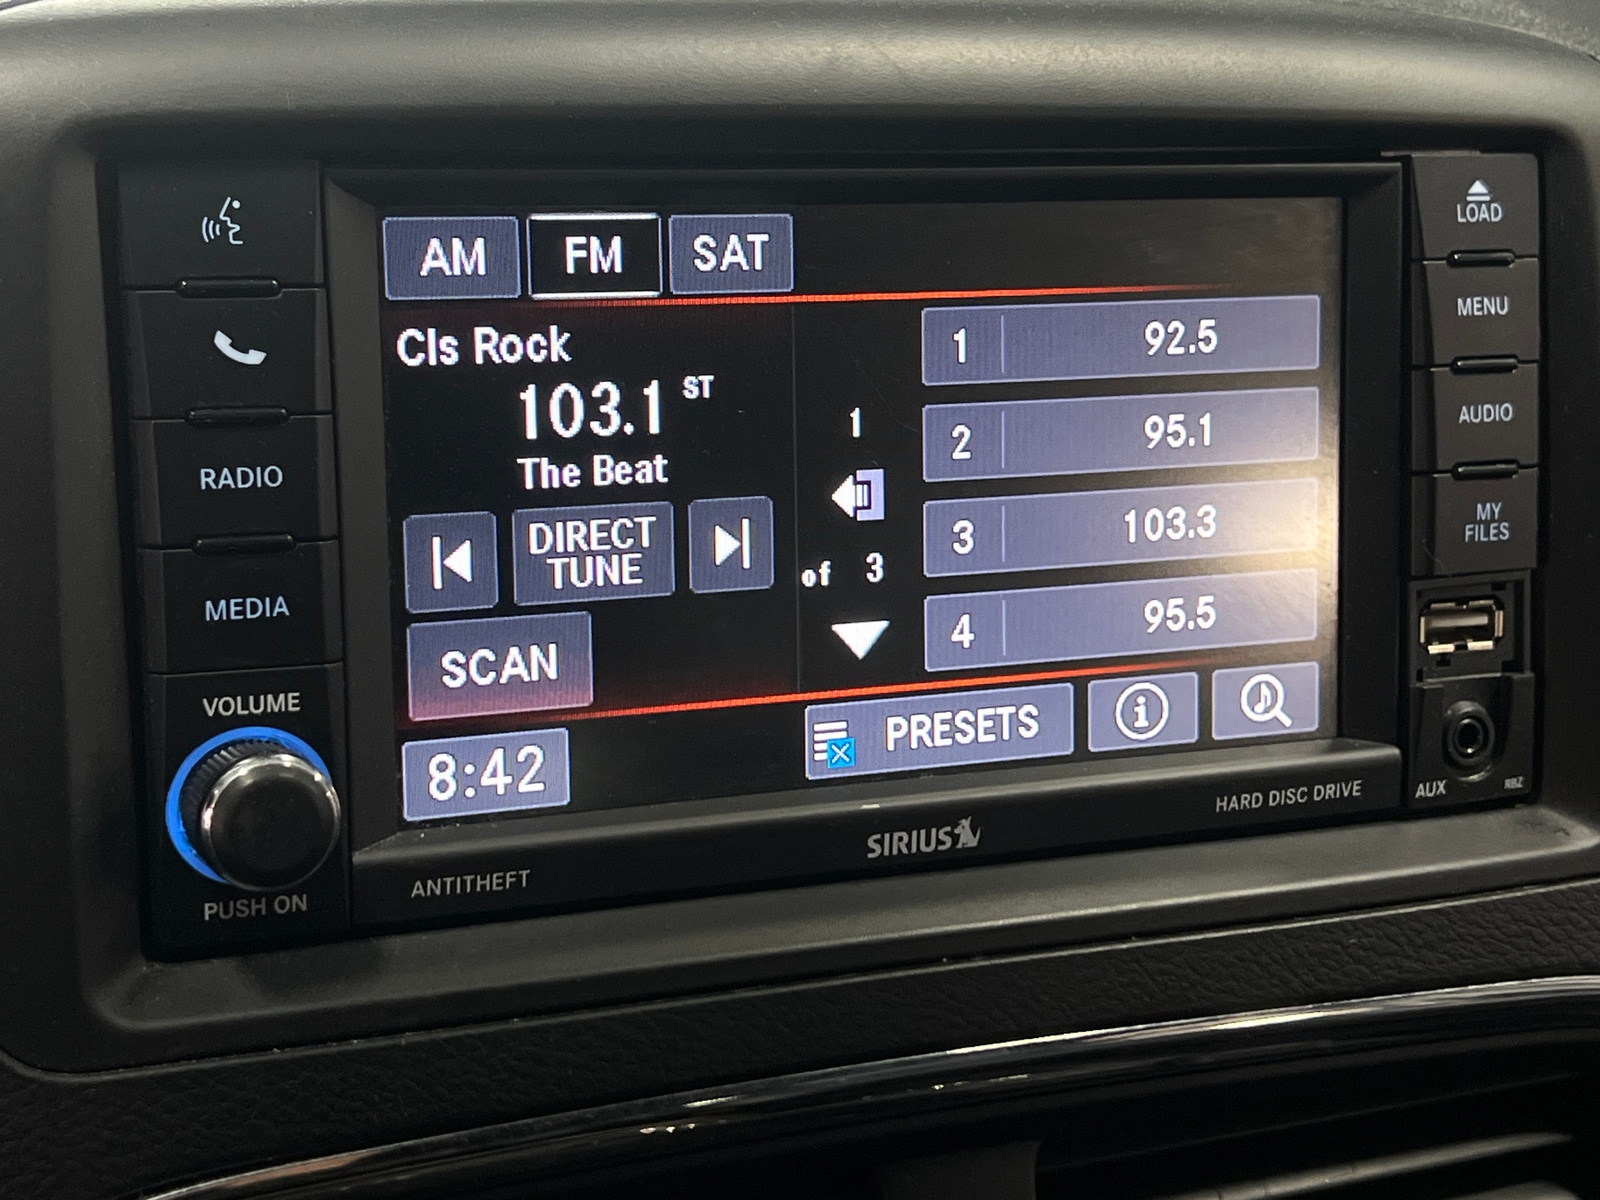 AM
FM
SAT
Cls Rock
103.1 ST
The Beat
DIRECT
TUNE
SCAN
8:42
1
of 3
1 92.5
2 95.1
3 103.3
4 95.5
PRESETS
RADIO
MEDIA
VOLUME
PUSH ON
ANTITHEFT
SIRIUS
HARD DISC DRIVE
LOAD
MENU
AUDIO
MY
FILES
AUX
RBZ